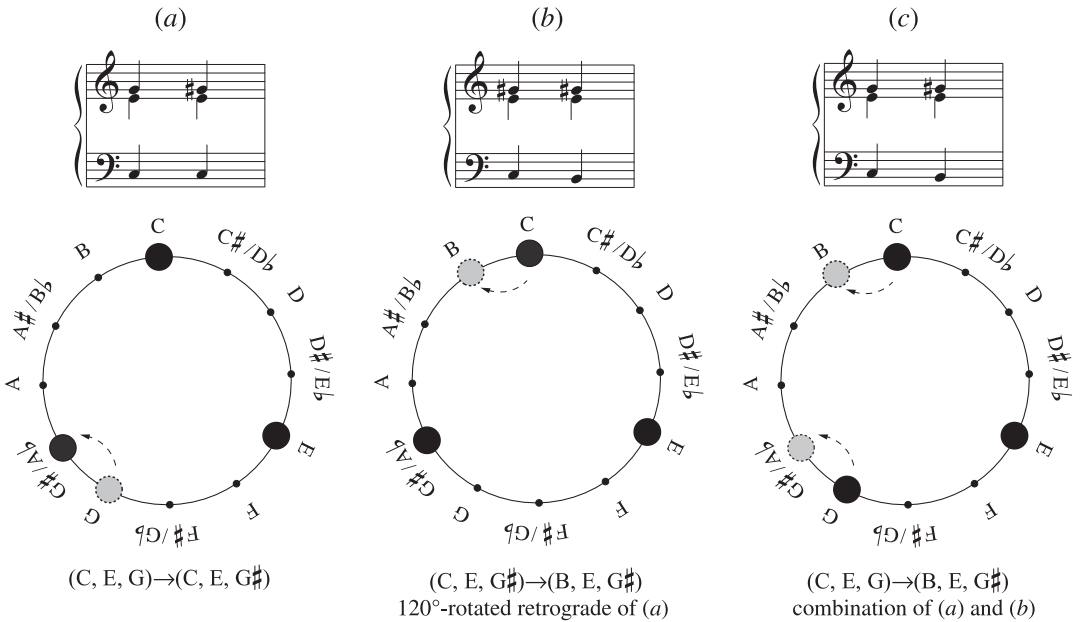 (a)
(b)
(c)
C
C♯/D♭
D
D♯/E♭
E
F
F♯/G♭
G
G♯/A♭
A
A♯/B♭
B
(C, E, G)→(C, E, G♯)
C
C♯/D♭
D
D♯/E♭
E
F
F♯/G♭
G
G♯/A♭
A
A♯/B♭
B
(C, E, G♯)→(B, E, G♯)
120°-rotated retrograde of (a)
C
C♯/D♭
D
D♯/E♭
E
F
F♯/G♭
G
G♯/A♭
A
A♯/B♭
B
(C, E, G)→(B, E, G♯)
combination of (a) and (b)